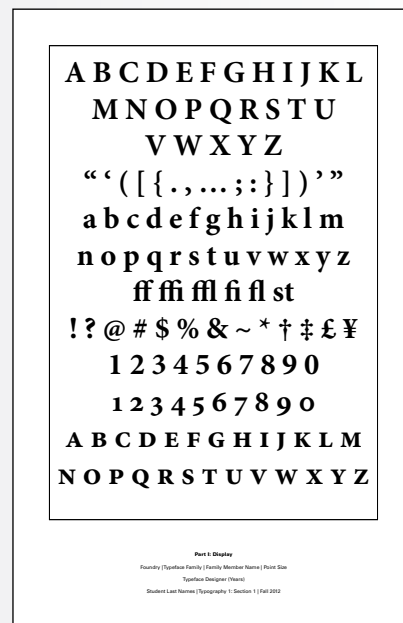 A B C D E F G H I J K L
M N O P Q R S T U
V W X Y Z
“ ‘ ( [ { . , … ; : } ] ) ’ ”
a b c d e f g h i j k l m
n o p q r s t u v w x y z
ff ffi ffl fi fl st
! ? @ # $ % & ~ * † ‡ £ ¥
1 2 3 4 5 6 7 8 9 0
1 2 3 4 5 6 7 8 9 0
A B C D E F G H I J K L M
N O P Q R S T U V W X Y Z
Part I: Display
Foundry | Typeface Family | Family Member Name | Point Size
Typeface Designer (Years)
Student Last Names | Typography 1: Section 1 | Fall 2012